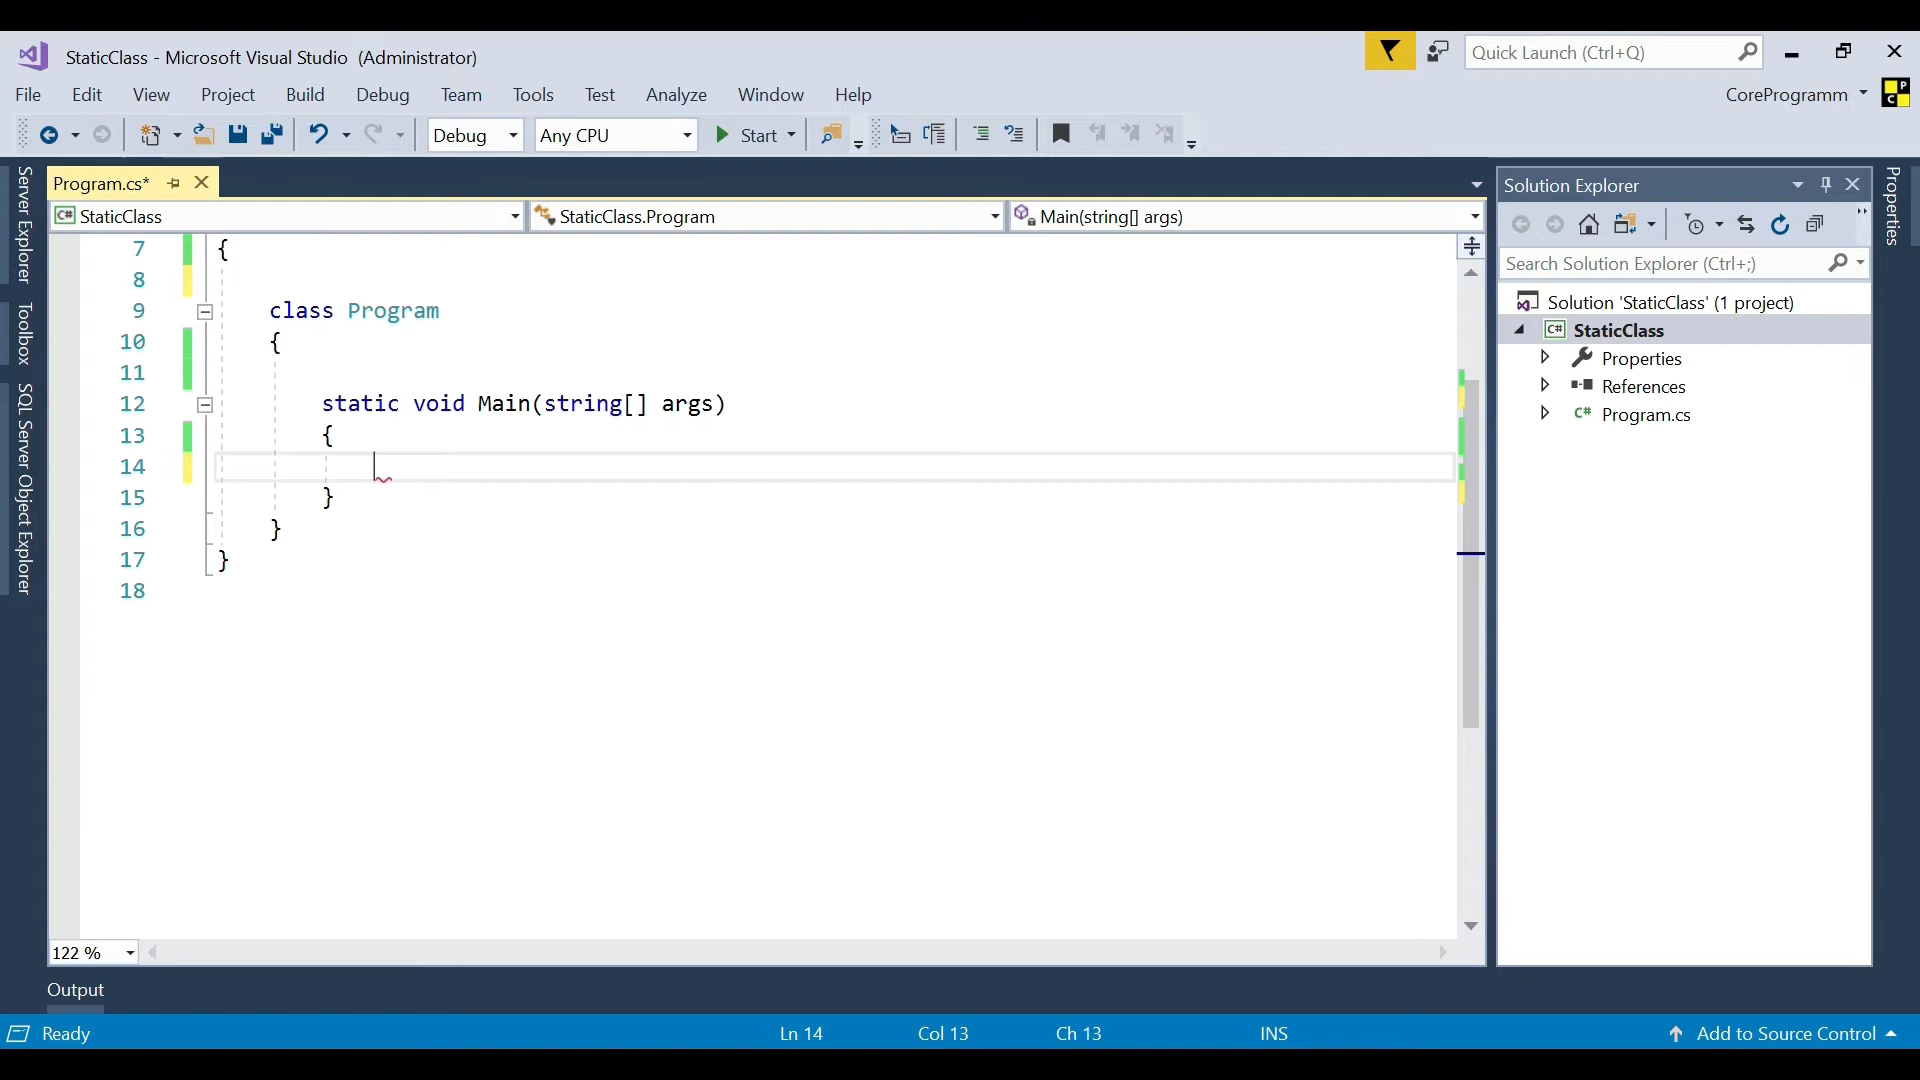 StaticClass - Microsoft Visual Studio (Administrator)
Quick Launch (Ctrl+Q)
File Edit View Project Build Debug Team Tools Test Analyze Window Help
CoreProgramm
P
C
Debug Any CPU Start
Program.cs*
C# StaticClass StaticClass.Program Main(string[] args)
7 {
8
9 class Program
10 {
11
12 static void Main(string[] args)
13 {
14
15 }
16 }
17 }
18
122 %
Server Explorer
Toolbox
SQL Server Object Explorer
Solution Explorer
Search Solution Explorer (Ctrl+;)
Solution 'StaticClass' (1 project)
C# StaticClass
Properties
References
C# Program.cs
Properties
Output
Ready Ln 14 Col 13 Ch 13 INS Add to Source Control